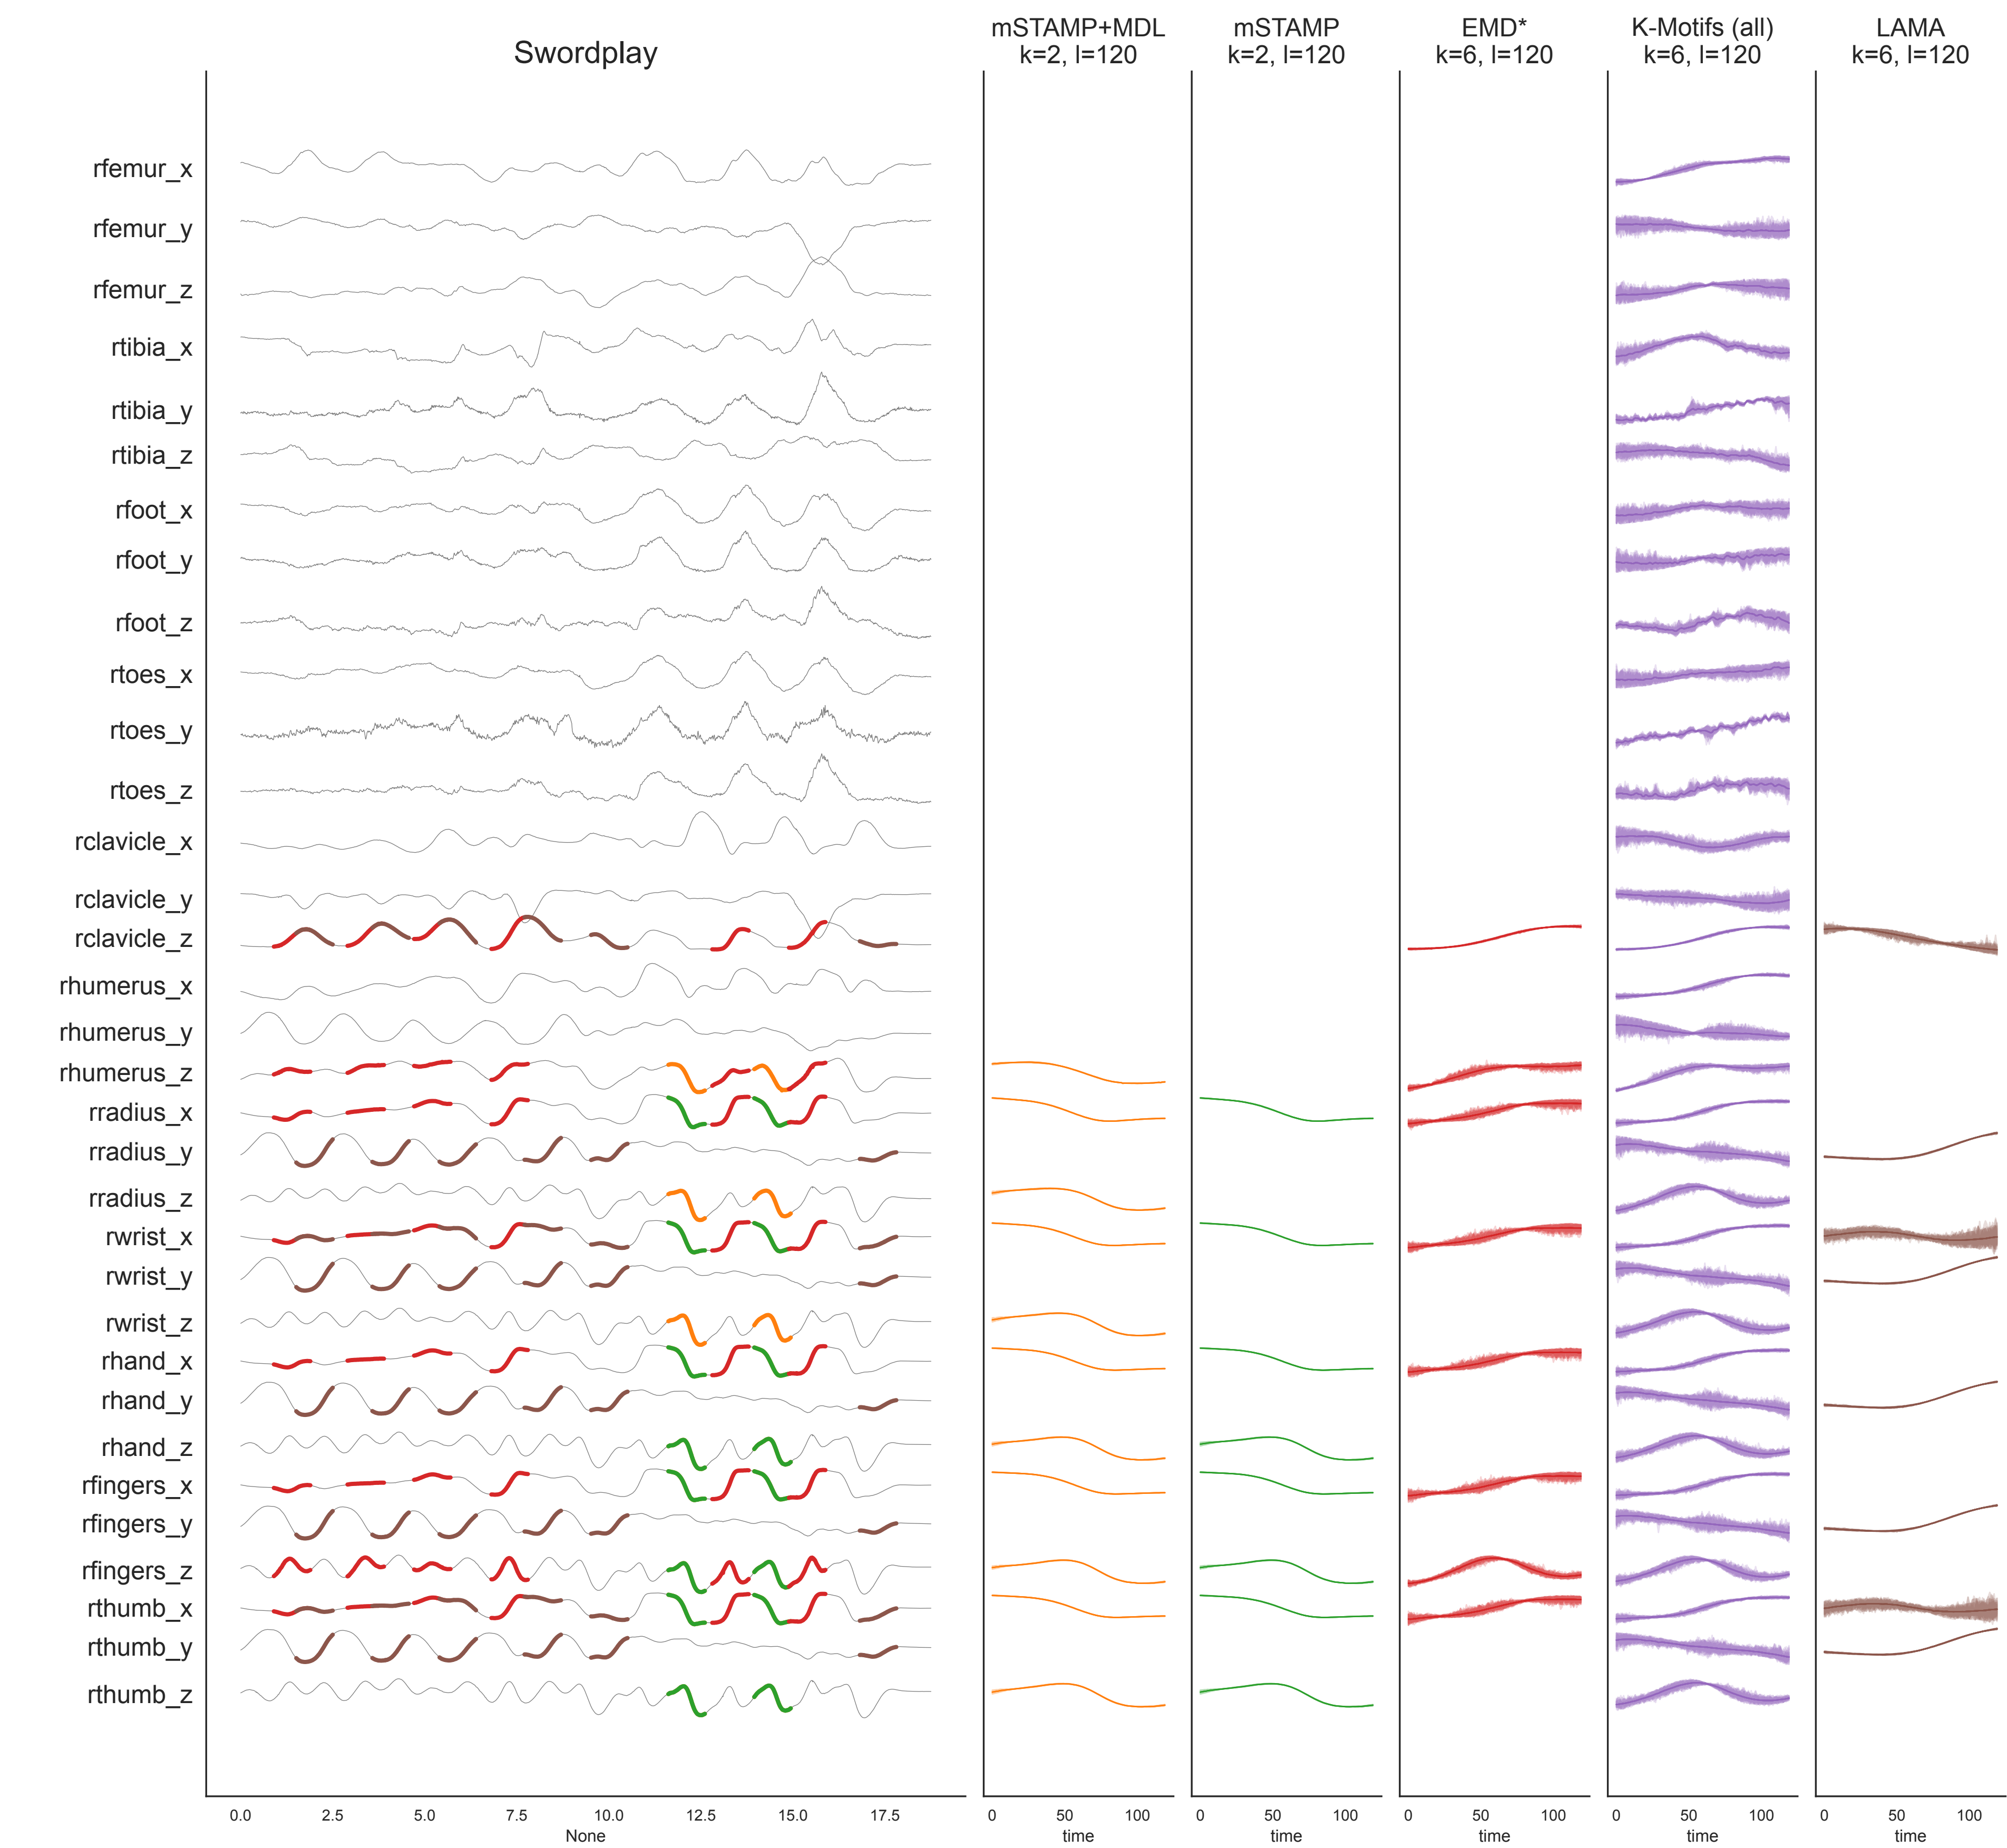 Swordplay
mSTAMP+MDL
k=2, l=120
mSTAMP
k=2, l=120
EMD*
k=6, l=120
K-Motifs (all)
k=6, l=120
LAMA
k=6, l=120
rfemur_x
rfemur_y
rfemur_z
rtibia_x
rtibia_y
rtibia_z
rfoot_x
rfoot_y
rfoot_z
rtoes_x
rtoes_y
rtoes_z
rclavicle_x
rclavicle_y
rclavicle_z
rhumerus_x
rhumerus_y
rhumerus_z
rradius_x
rradius_y
rradius_z
rwrist_x
rwrist_y
rwrist_z
rhand_x
rhand_y
rhand_z
rfingers_x
rfingers_y
rfingers_z
rthumb_x
rthumb_y
rthumb_z
0.0 2.5 5.0 7.5 10.0 12.5 15.0 17.5
None
0 50 100
time
0 50 100
time
0 50 100
time
0 50 100
time
0 50 100
time